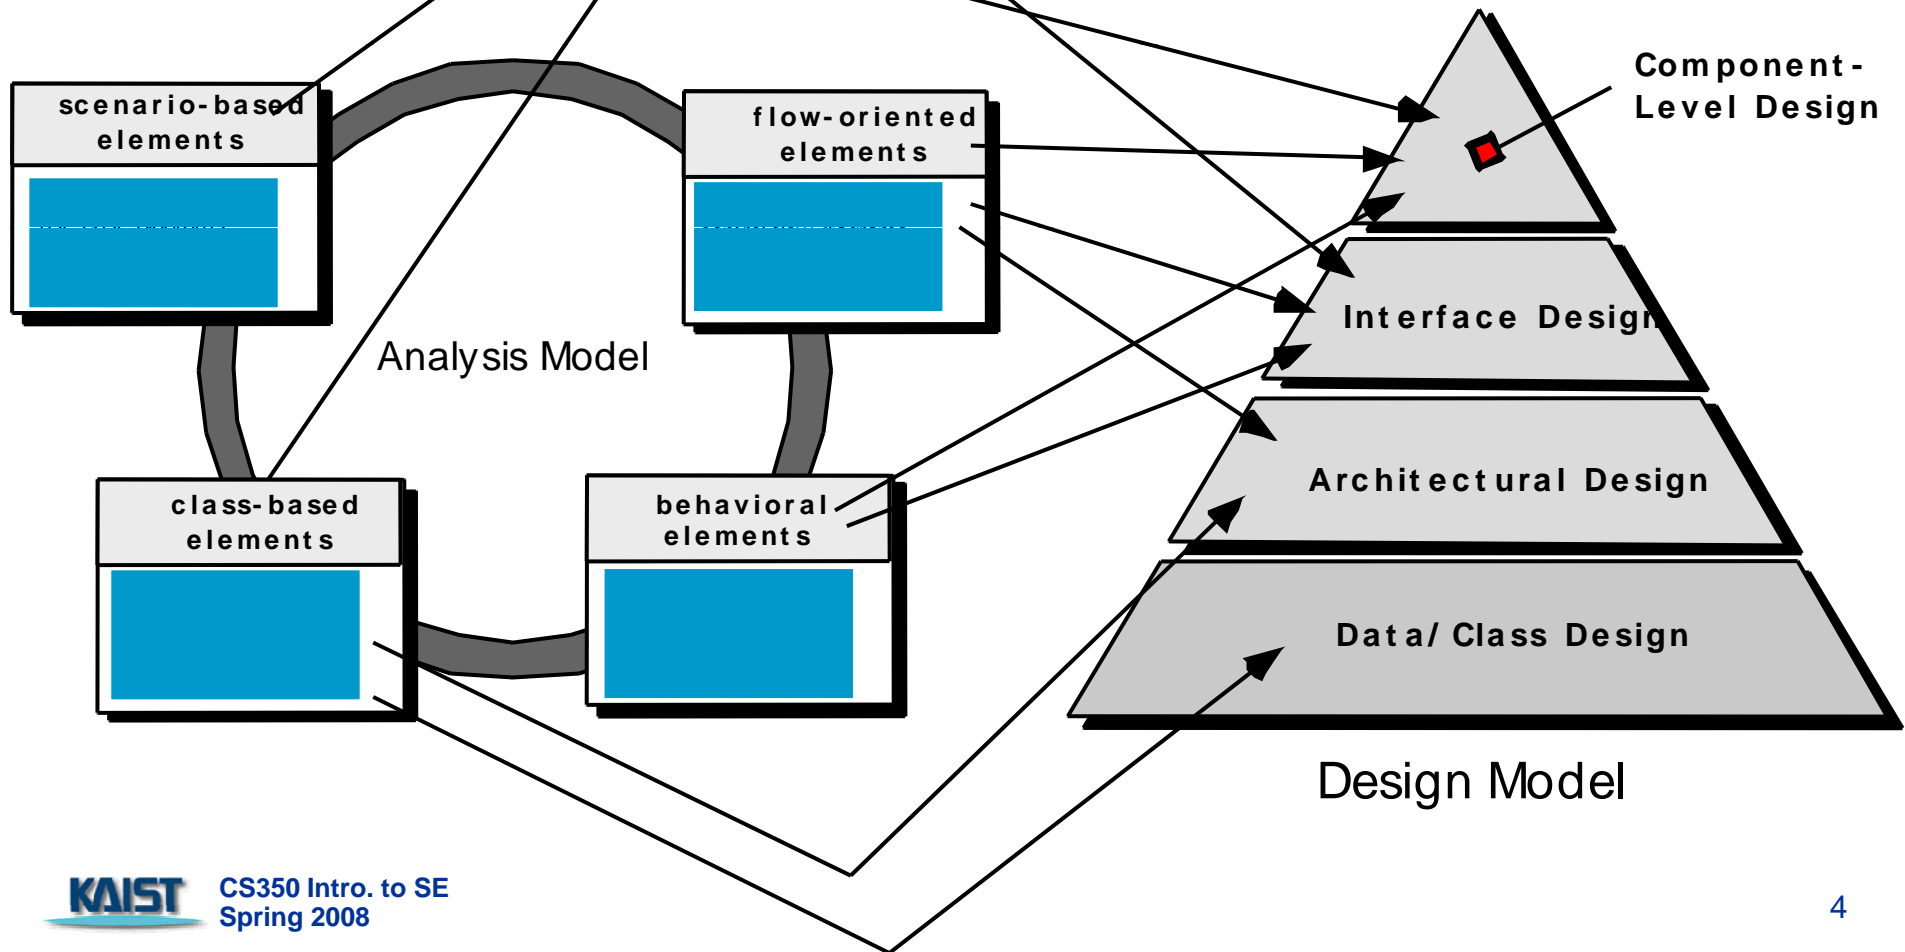 scenario-based
elements
flow-oriented
elements
Component-
Level Design
Interface Design
Analysis Model
class-based
elements
behavioral
elements
Architectural Design
Data/Class Design
Design Model
KAIST
CS350 Intro. to SE
Spring 2008
4